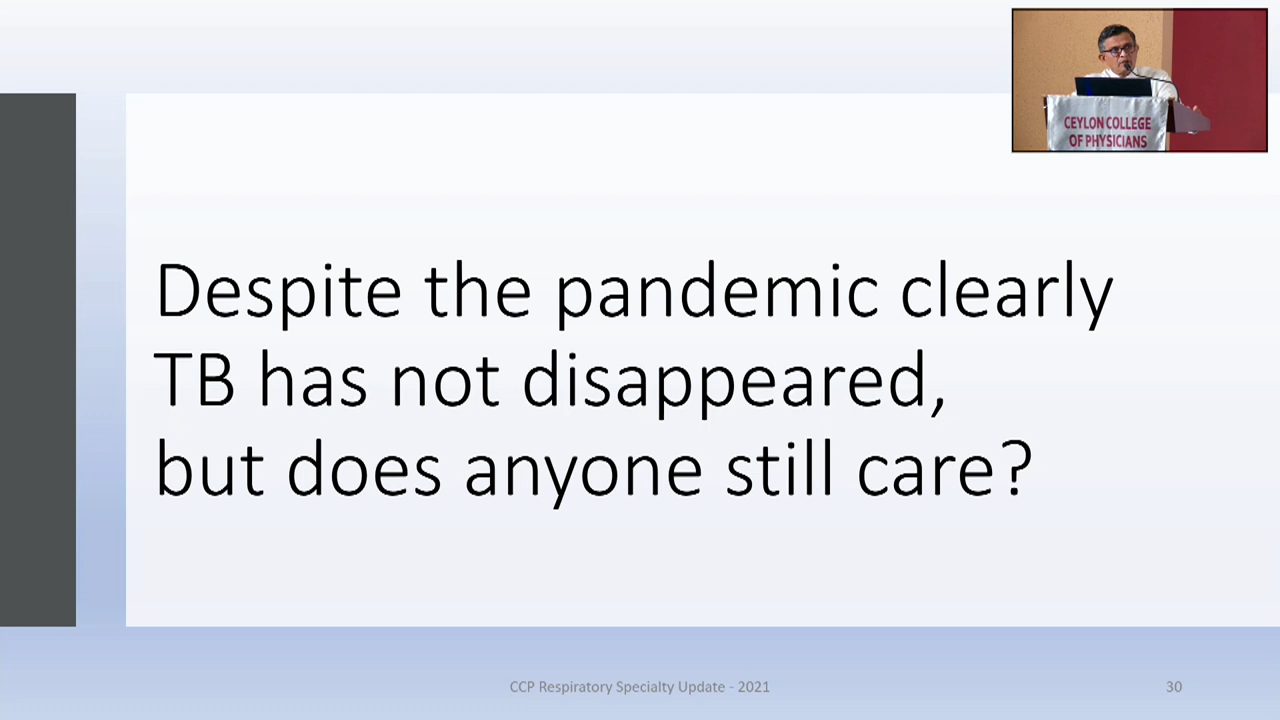 CEYLON COLLEGE
OF PHYSICIANS
Despite the pandemic clearly
TB has not disappeared,
but does anyone still care?
CCP Respiratory Specialty Update - 2021
30